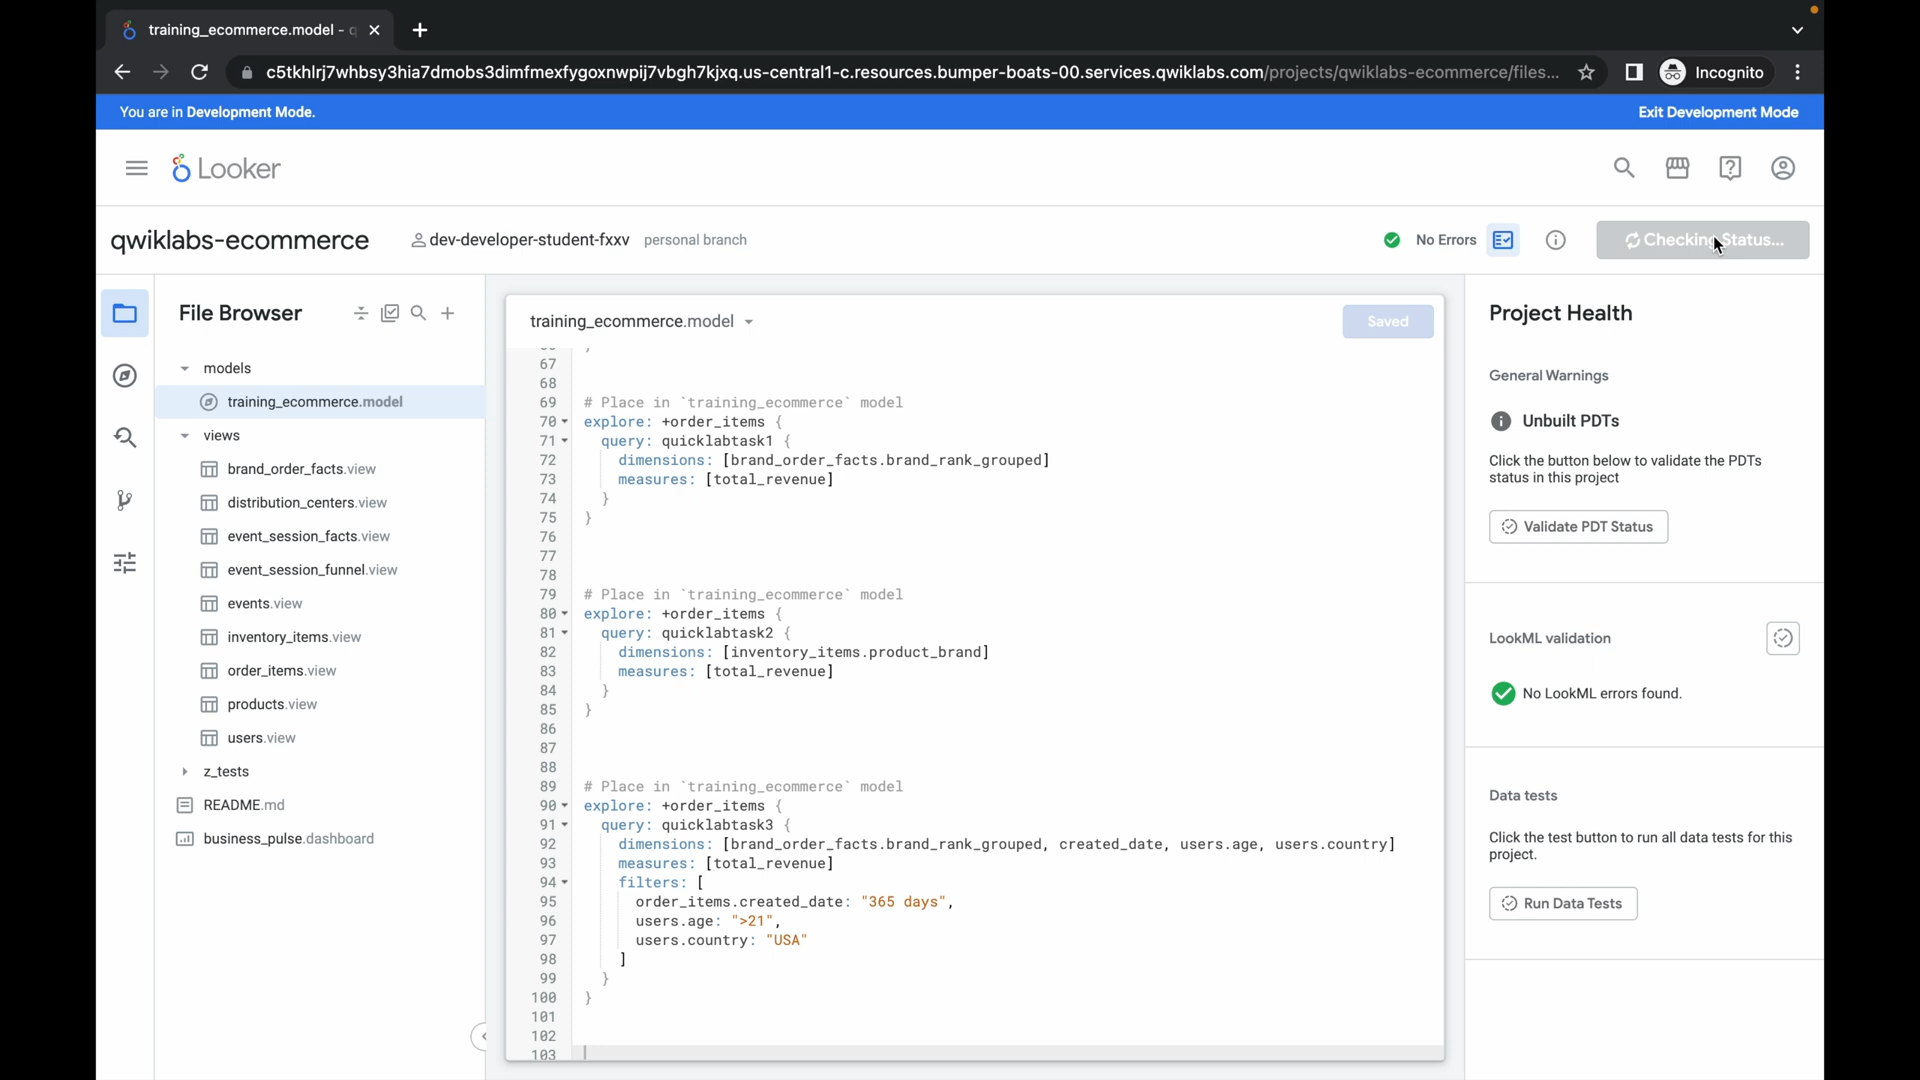 training_ecommerce.model - q
c5tkhlrj7whbsy3hia7dmobs3dimfmexfygoxnwpij7vbgh7kjxq.us-central1-c.resources.bumper-boats-00.services.qwiklabs.com/projects/qwiklabs-ecommerce/files...
Incognito
You are in Development Mode.
Exit Development Mode
Looker
qwiklabs-ecommerce
dev-developer-student-fxxv personal branch
No Errors
Checking Status...
File Browser
models
training_ecommerce.model
views
brand_order_facts.view
distribution_centers.view
event_session_facts.view
event_session_funnel.view
events.view
inventory_items.view
order_items.view
products.view
users.view
z_tests
README.md
business_pulse.dashboard
training_ecommerce.model
Saved
67
68
69 # Place in `training_ecommerce` model
70 explore: +order_items {
71 query: quicklabtask1 {
72 dimensions: [brand_order_facts.brand_rank_grouped]
73 measures: [total_revenue]
74 }
75 }
76
77
78
79 # Place in `training_ecommerce` model
80 explore: +order_items {
81 query: quicklabtask2 {
82 dimensions: [inventory_items.product_brand]
83 measures: [total_revenue]
84 }
85 }
86
87
88
89 # Place in `training_ecommerce` model
90 explore: +order_items {
91 query: quicklabtask3 {
92 dimensions: [brand_order_facts.brand_rank_grouped, created_date, users.age, users.country]
93 measures: [total_revenue]
94 filters: [
95 order_items.created_date: "365 days",
96 users.age: ">21",
97 users.country: "USA"
98 ]
99 }
100 }
101
102
103
Project Health
General Warnings
Unbuilt PDTs
Click the button below to validate the PDTs
status in this project
Validate PDT Status
LookML validation
No LookML errors found.
Data tests
Click the test button to run all data tests for this
project.
Run Data Tests